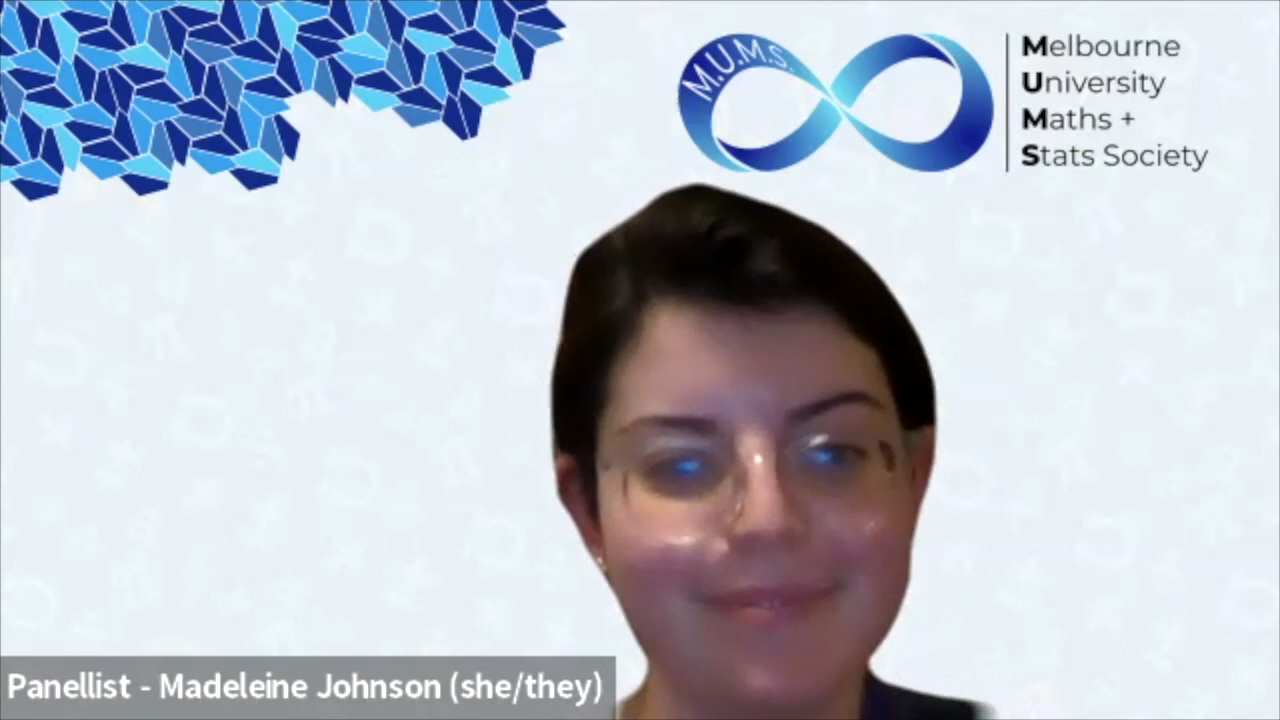 M.U.M.S.
Melbourne
University
Maths +
Stats Society
Panellist - Madeleine Johnson (she/they)